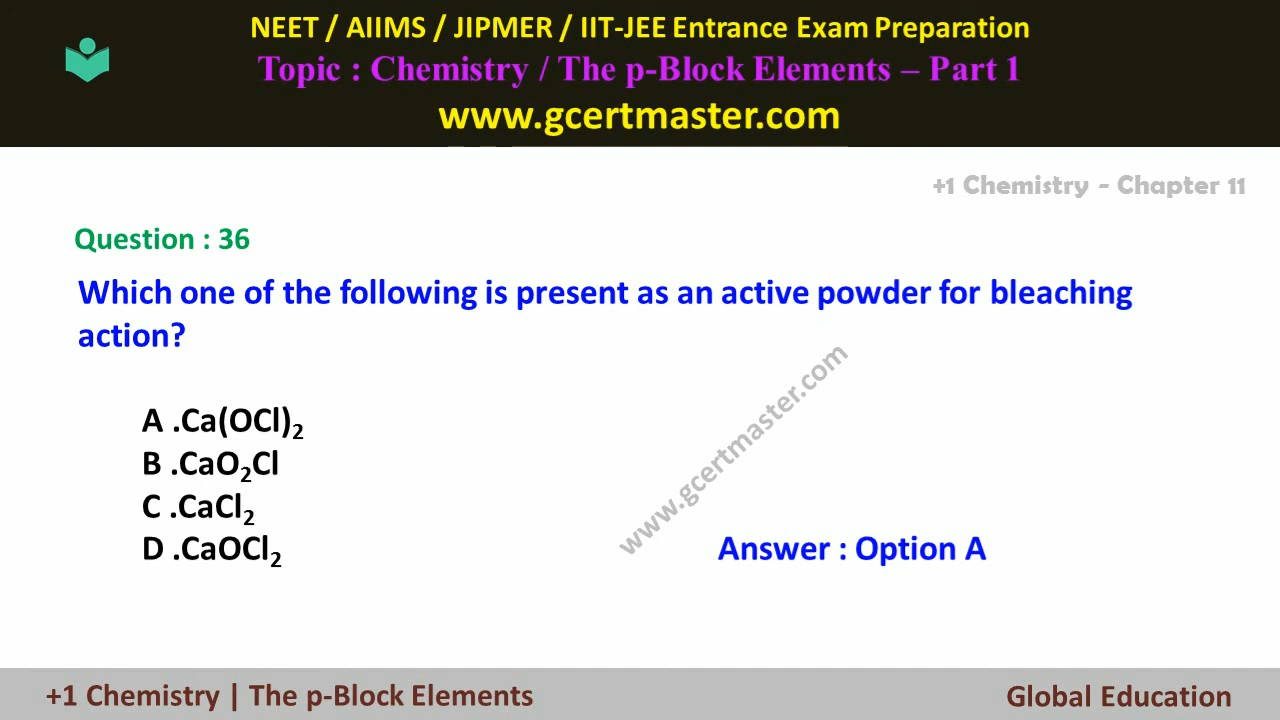 NEET / AIIMS / JIPMER / IIT-JEE Entrance Exam Preparation
Topic : Chemistry / The p-Block Elements – Part 1
www.gcertmaster.com
+1 Chemistry - Chapter 11
Question : 36
Which one of the following is present as an active powder for bleaching
action?
A .Ca(OCl)₂
B .CaO₂Cl
C .CaCl₂
D .CaOCl₂
Answer : Option A
www.gcertmaster.com
+1 Chemistry | The p-Block Elements
Global Education